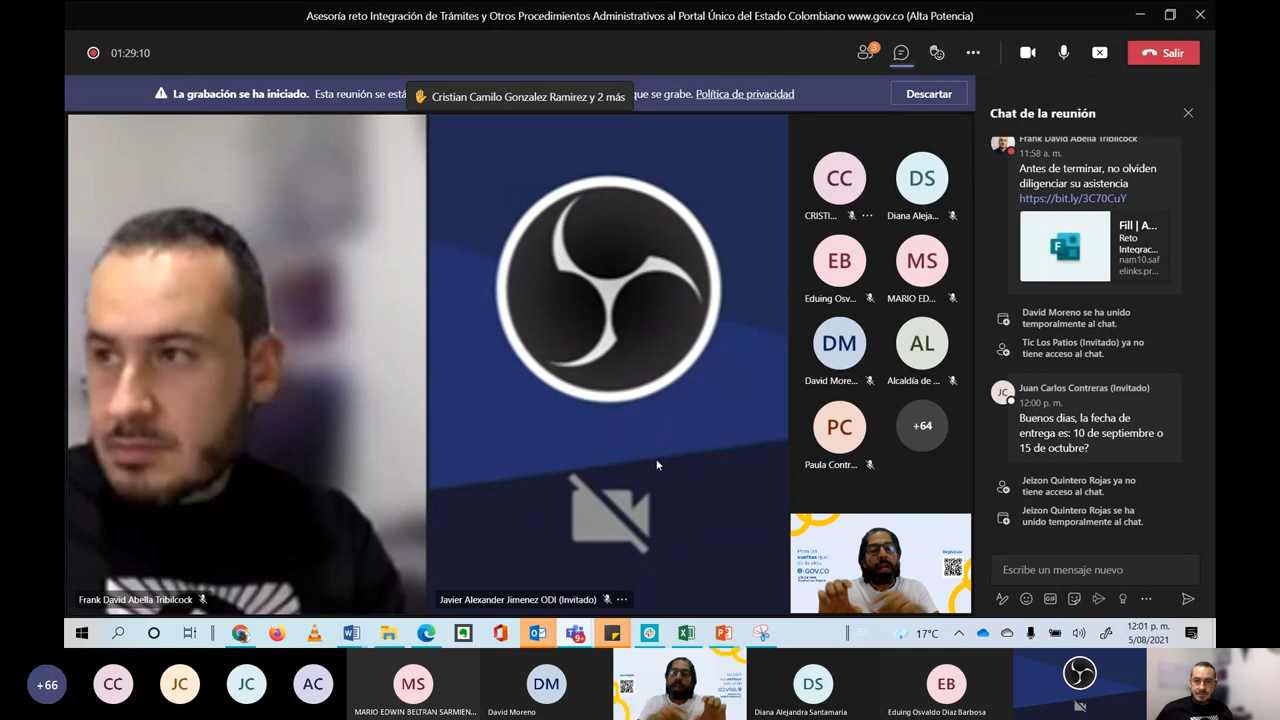 Asesoría reto Integración de Trámites y Otros Procedimientos Administrativos al Portal Único del Estado Colombiano www.gov.co (Alta Potencia)
01:29:10
3
Salir
La grabación se ha iniciado. Esta reunión se está
Cristian Camilo Gonzalez Ramirez y 2 más
que se grabe. Política de privacidad
Descartar
Chat de la reunión
Frank David Abella Tribilcock
11:58 a. m.
Antes de terminar, no olviden
diligenciar su asistencia
https://bit.ly/3C70CuY
Fill | A...
Reto
Integrac...
nam10.saf
elinks.pr...
David Moreno se ha unido
temporalmente al chat.
Tic Los Patios (Invitado) ya no
tiene acceso al chat.
JC
Juan Carlos Contreras (Invitado)
12:00 p. m.
Buenos dias, la fecha de
entrega es: 10 de septiembre o
15 de octubre?
Jeizon Quintero Rojas ya no
tiene acceso al chat.
Jeizon Quintero Rojas se ha
unido temporalmente al chat.
Escribe un mensaje nuevo
CC
DS
CRISTI...
Diana Aleja...
EB
MS
Eduing Osv...
MARIO ED...
DM
AL
David More...
Alcaldía de ...
PC
+64
Paula Contr...
Para las
vueltas que
da la vida
GOV.CO
Frank David Abella Tribilcock
Javier Alexander Jimenez ODI (Invitado)
17°C
12:01 p. m.
5/08/2021
+66
CC
JC
JC
AC
MS
DM
DS
EB
MARIO EDWIN BELTRAN SARMIEN...
David Moreno
Diana Alejandra Santamaria
Eduing Osvaldo Diaz Barbosa